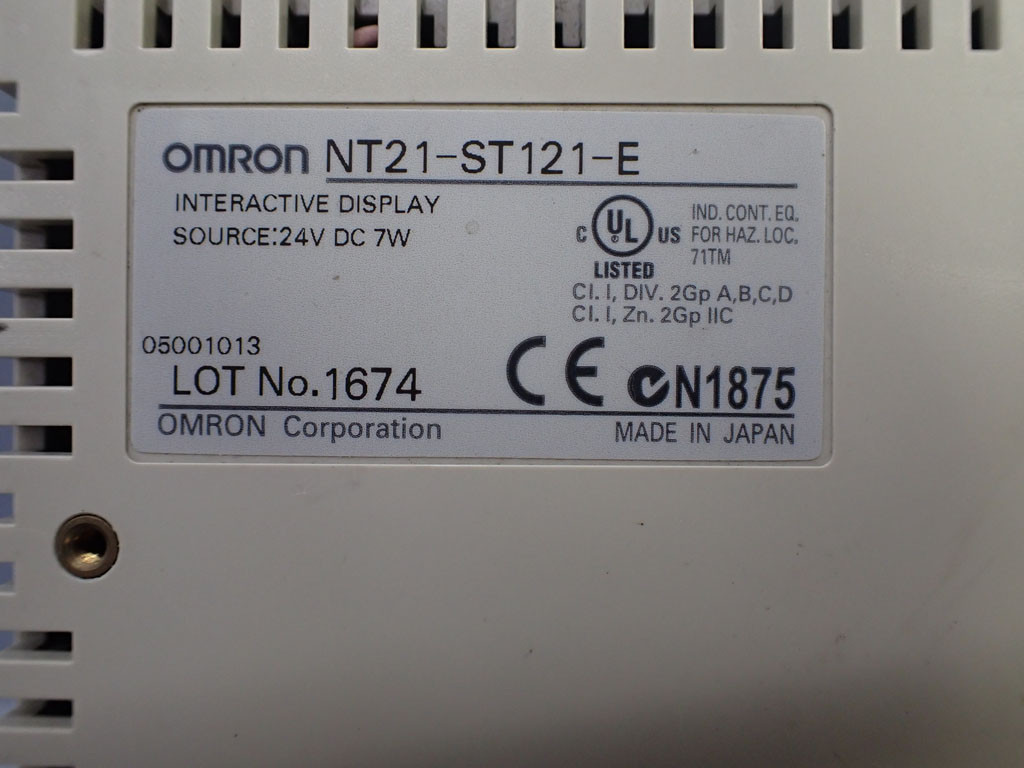 OMRON NT21-ST121-E
INTERACTIVE DISPLAY
SOURCE:24V DC 7W
C UL ® US
LISTED
IND. CONT. EQ.
FOR HAZ. LOC.
71TM
Cl. I, DIV. 2Gp A,B,C,D
Cl. I, Zn. 2Gp IIC
05001013
LOT No. 1674
CE N1875
OMRON Corporation
MADE IN JAPAN